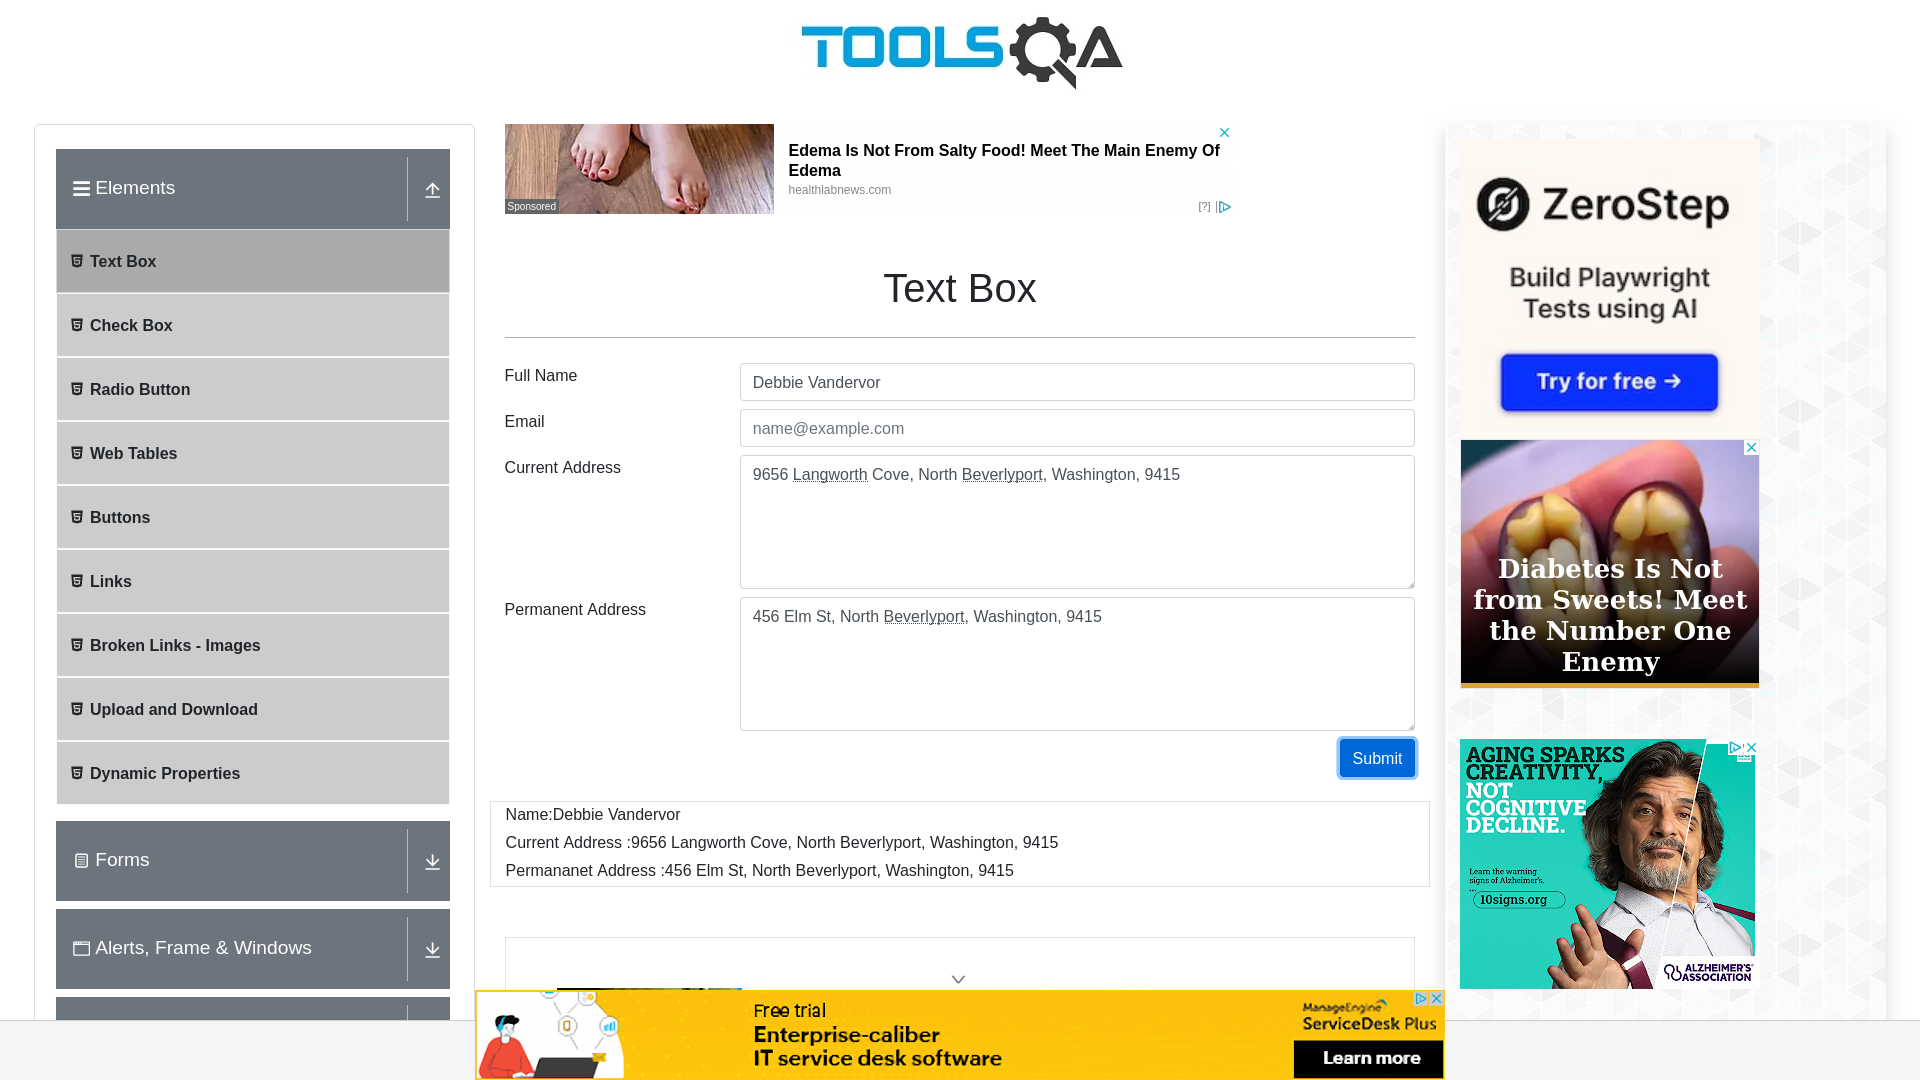 TOOLSQA
Elements
Text Box
Check Box
Radio Button
Web Tables
Buttons
Links
Broken Links - Images
Upload and Download
Dynamic Properties
Forms
Alerts, Frame & Windows
Sponsored
Edema Is Not From Salty Food! Meet The Main Enemy Of
Edema
healthlabnews.com
[?]
Text Box
Full Name
Debbie Vandervor
Email
name@example.com
Current Address
9656 Langworth Cove, North Beverlyport, Washington, 9415
Permanent Address
456 Elm St, North Beverlyport, Washington, 9415
Submit
Name:Debbie Vandervor
Current Address :9656 Langworth Cove, North Beverlyport, Washington, 9415
Permananet Address :456 Elm St, North Beverlyport, Washington, 9415
ZeroStep
Build Playwright
Tests using AI
Try for free →
Diabetes Is Not
from Sweets! Meet
the Number One
Enemy
AGING SPARKS
CREATIVITY,
NOT
COGNITIVE
DECLINE.
Learn the warning
signs of Alzheimer's.
10signs.org
ALZHEIMER'S
ASSOCIATION
Free trial
Enterprise-caliber
IT service desk software
ManageEngine
ServiceDesk Plus
Learn more